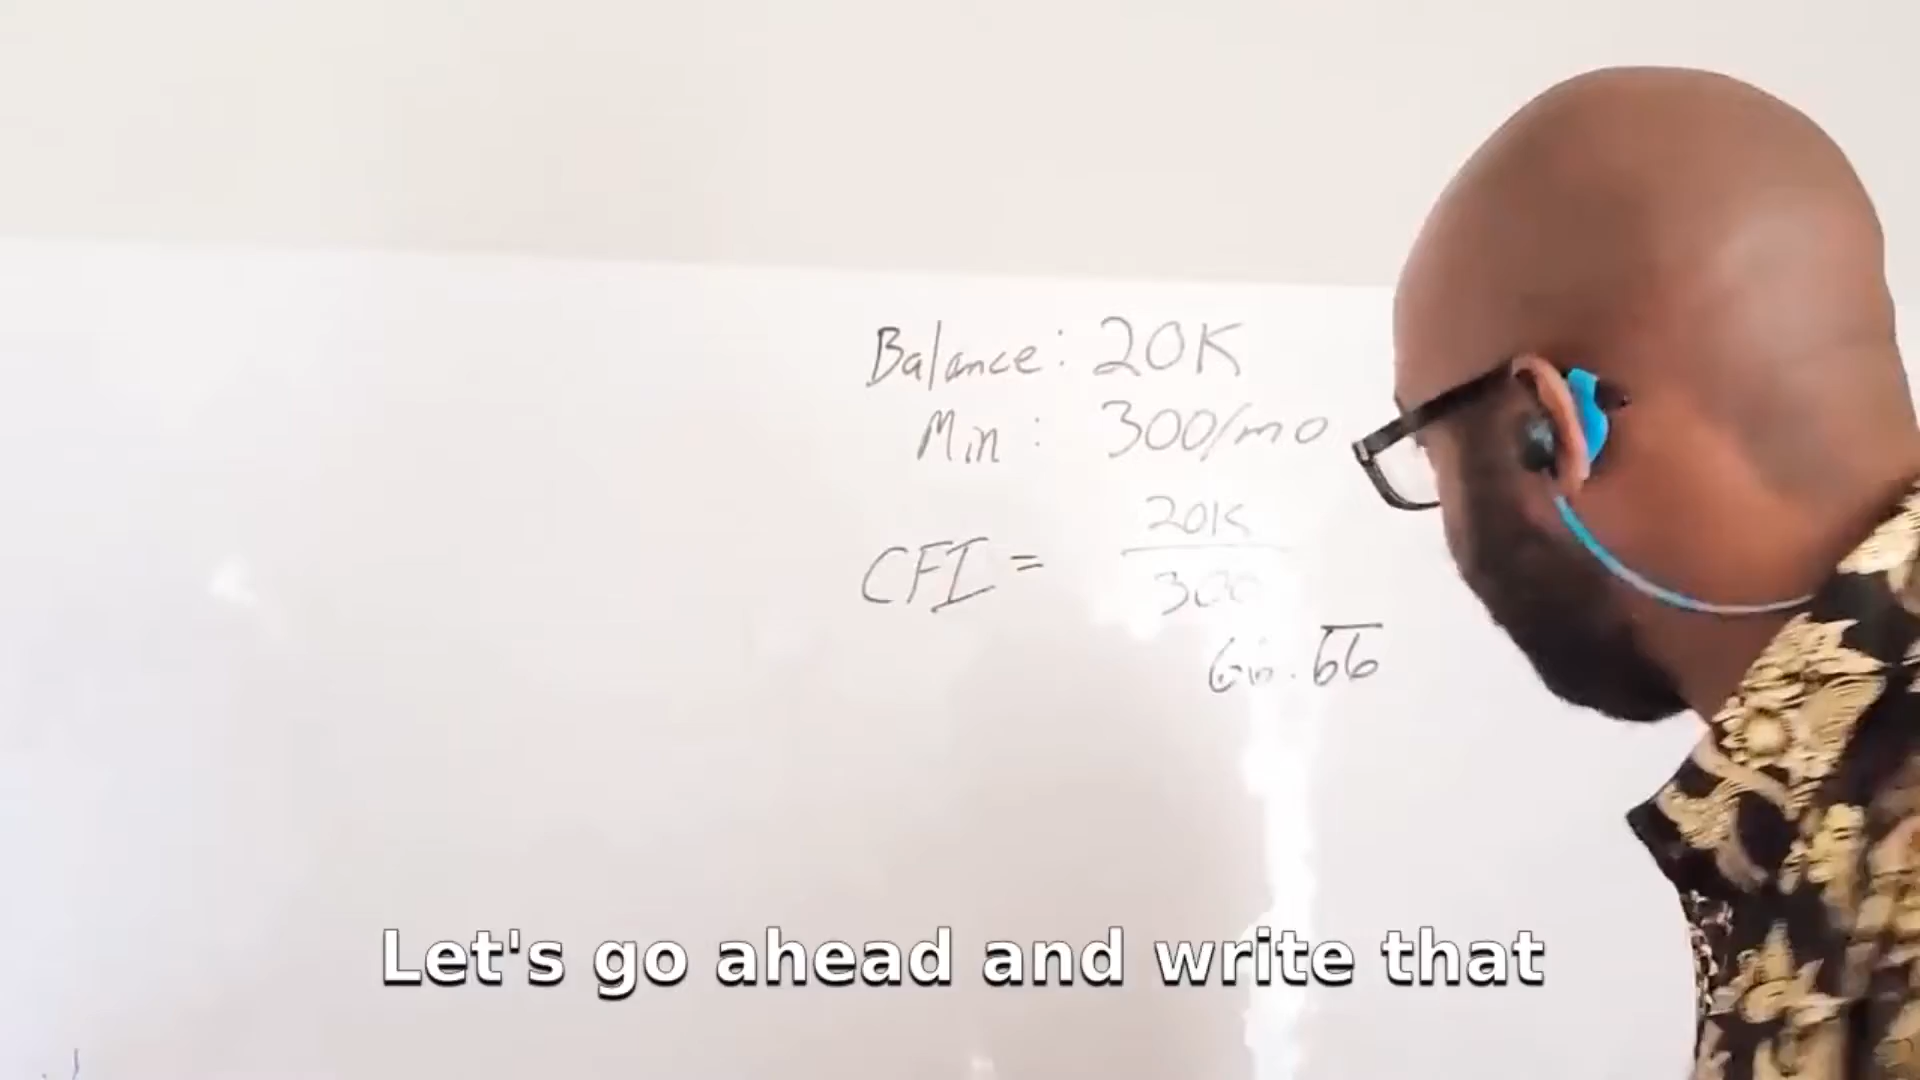 Balance: 20K
Min: 300/mo
CFI = 20K
300
66.66
Let's go ahead and write that